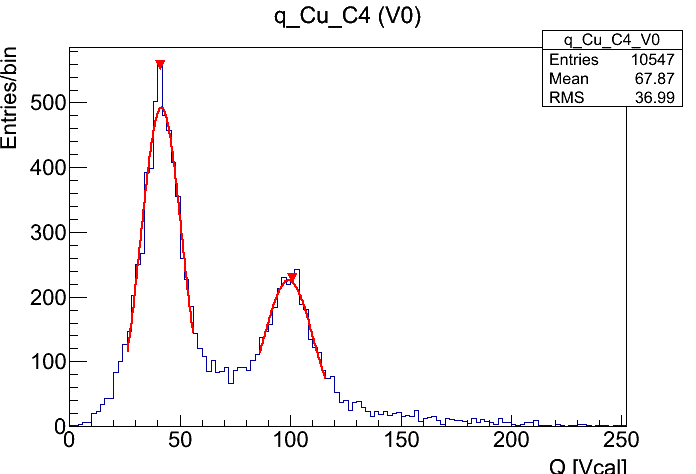 q_Cu_C4 (V0)
q_Cu_C4_V0
Entries 10547
Mean 67.87
RMS 36.99
Entries/bin
500
400
300
200
100
0
0 50 100 150 200 250
Q [Vcal]